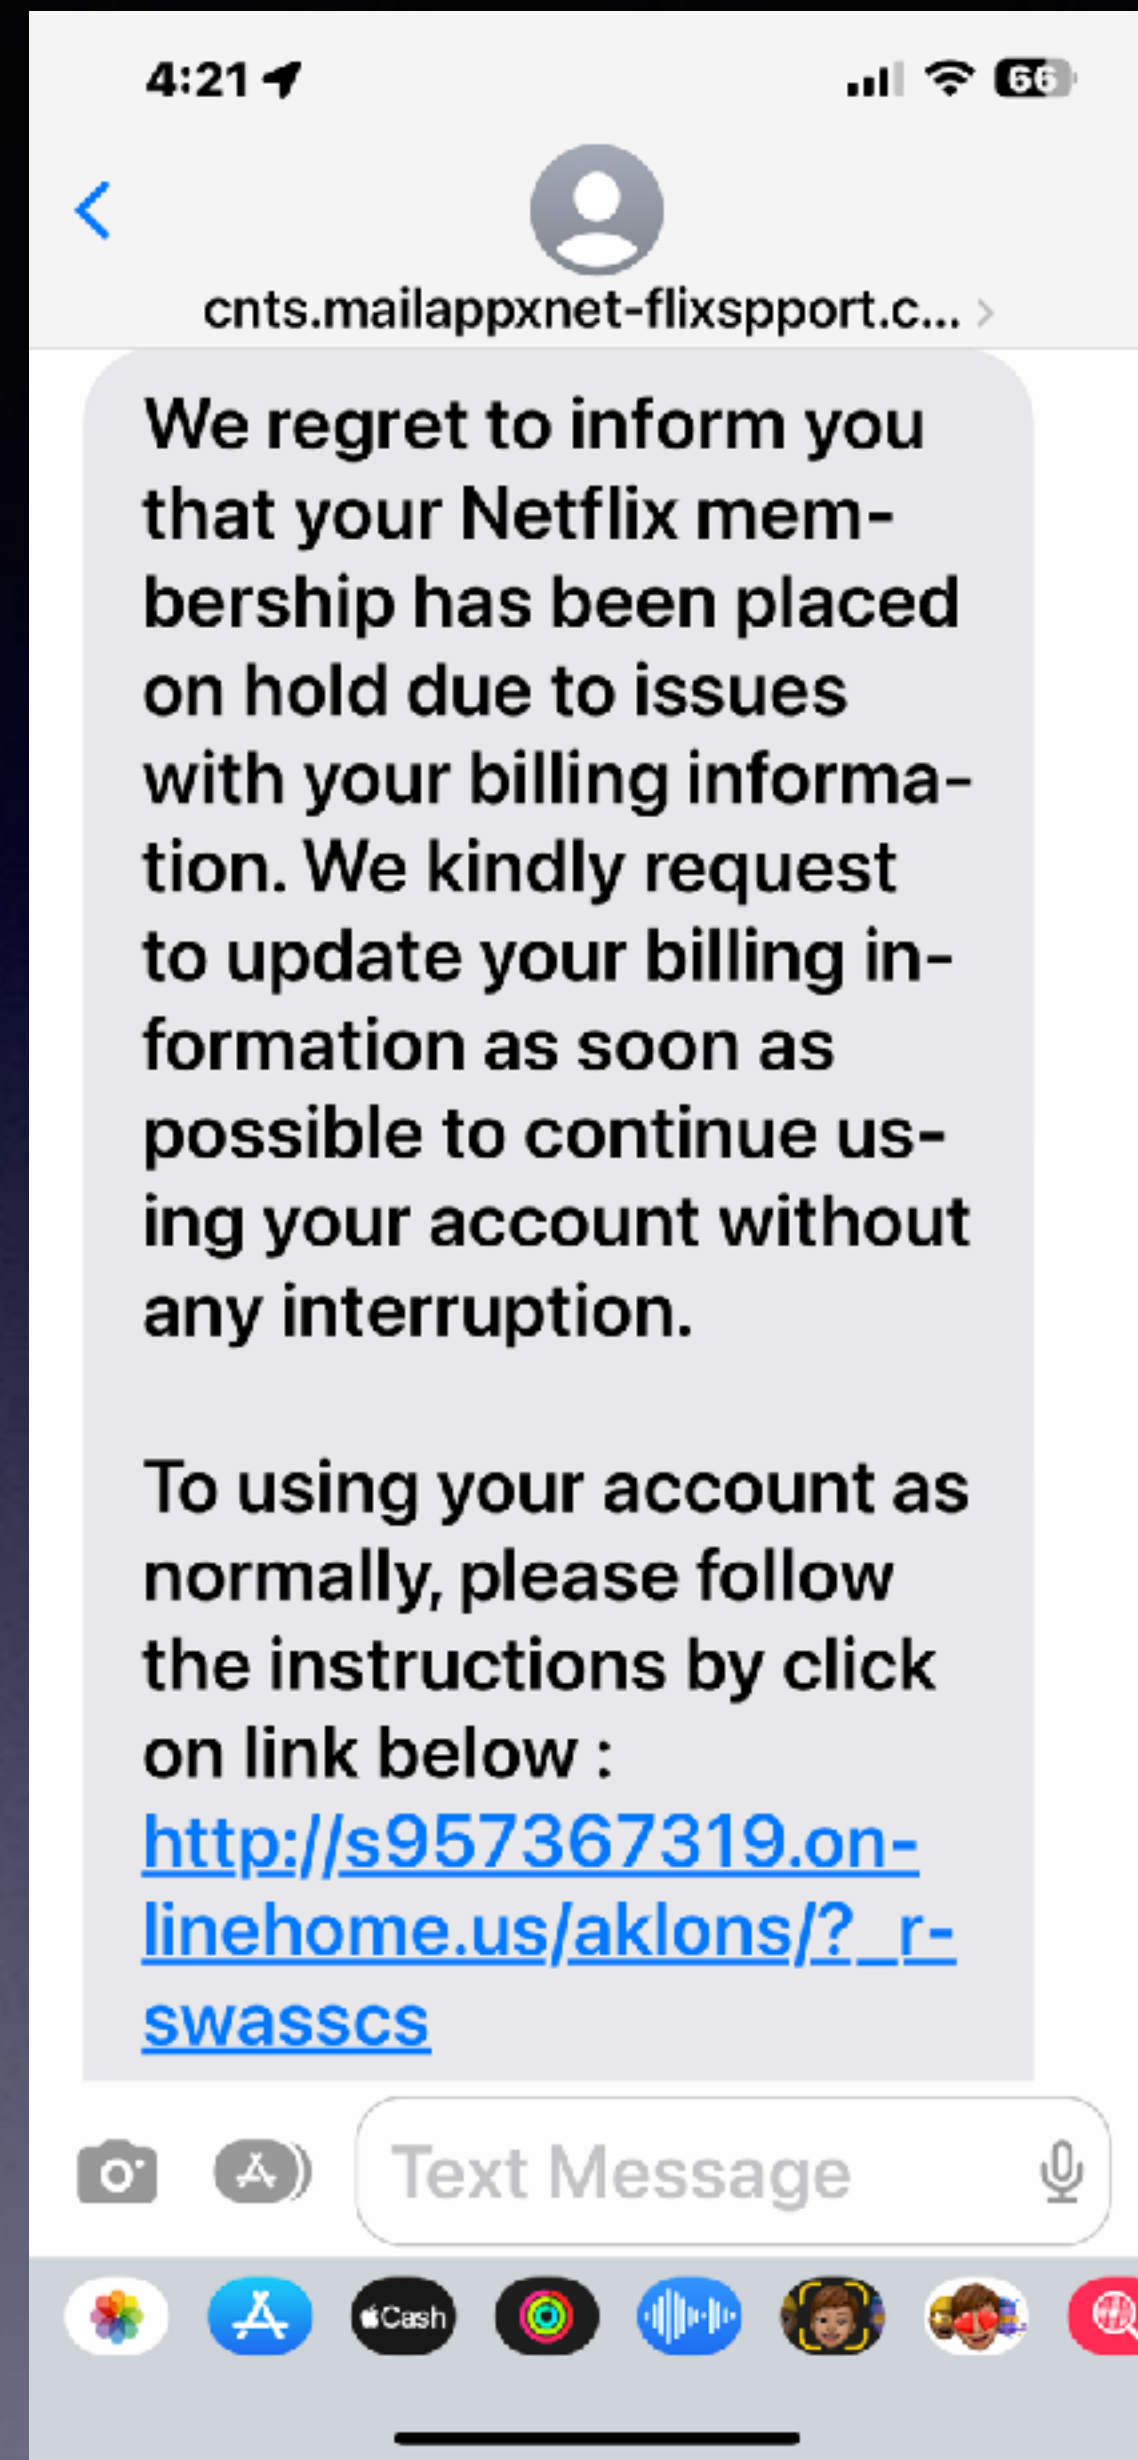 4:21
66
cnts.mailappxnet-flixspport.c...
We regret to inform you
that your Netflix mem-
bership has been placed
on hold due to issues
with your billing informa-
tion. We kindly request
to update your billing in-
formation as soon as
possible to continue us-
ing your account without
any interruption.
To using your account as
normally, please follow
the instructions by click
on link below :
http://s957367319.on-
linehome.us/aklons/?_r-
swasscs
Text Message
Cash